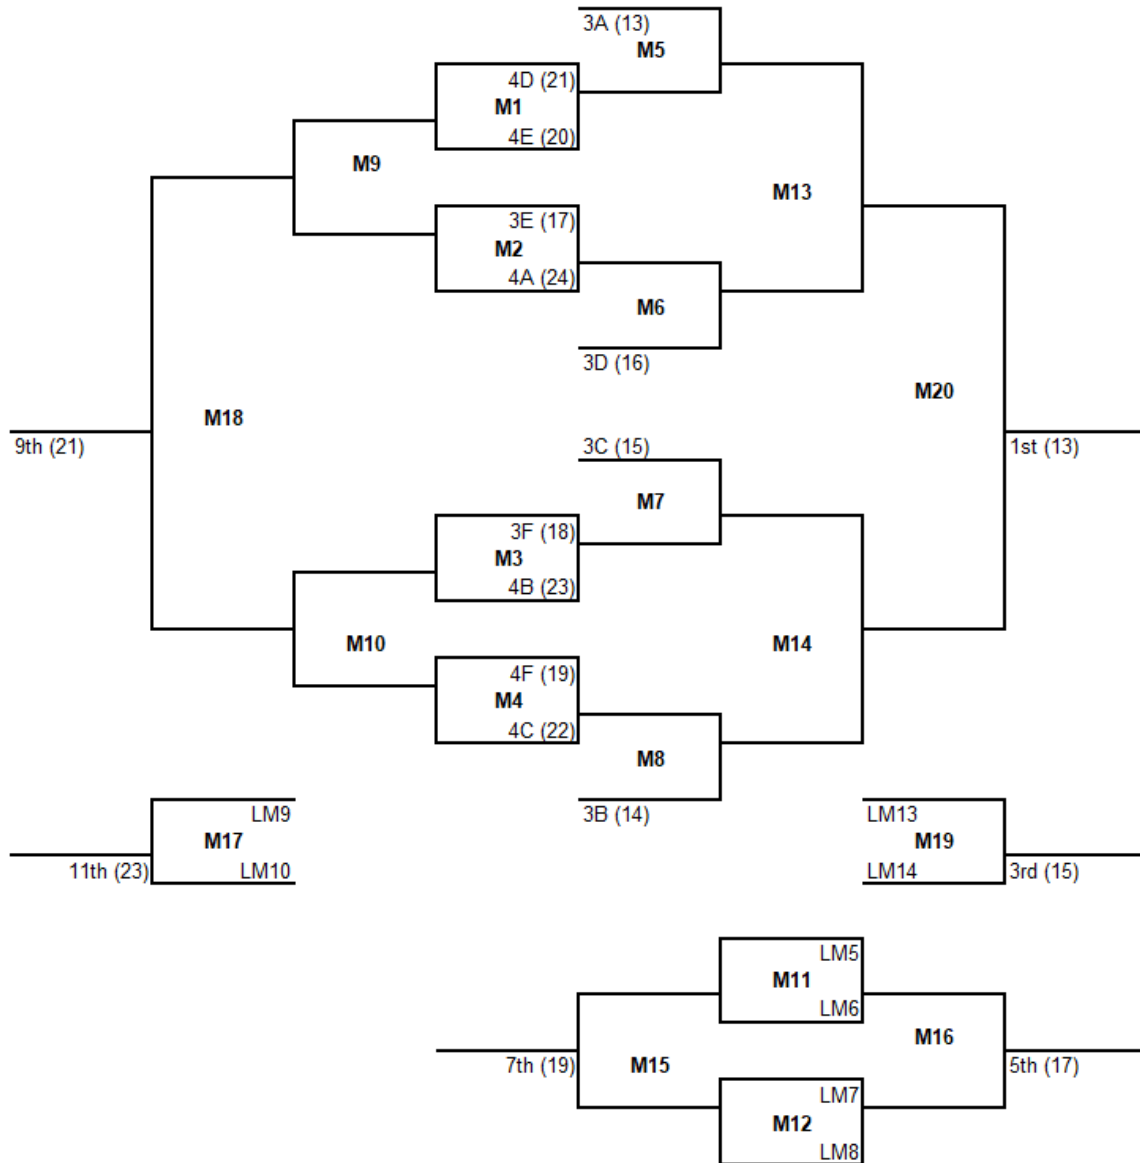 3A (13)
M5
4D (21)
M1
4E (20)
M9
M13
3E (17)
M2
4A (24)
M6
3D (16)
M20
M18
9th (21)
3C (15)
1st (13)
M7
3F (18)
M3
4B (23)
M10
M14
4F (19)
M4
4C (22)
M8
LM9
3B (14)
LM13
M17
M19
11th (23)
LM10
LM14
3rd (15)
LM5
M11
LM6
M16
7th (19)
M15
5th (17)
LM7
M12
LM8